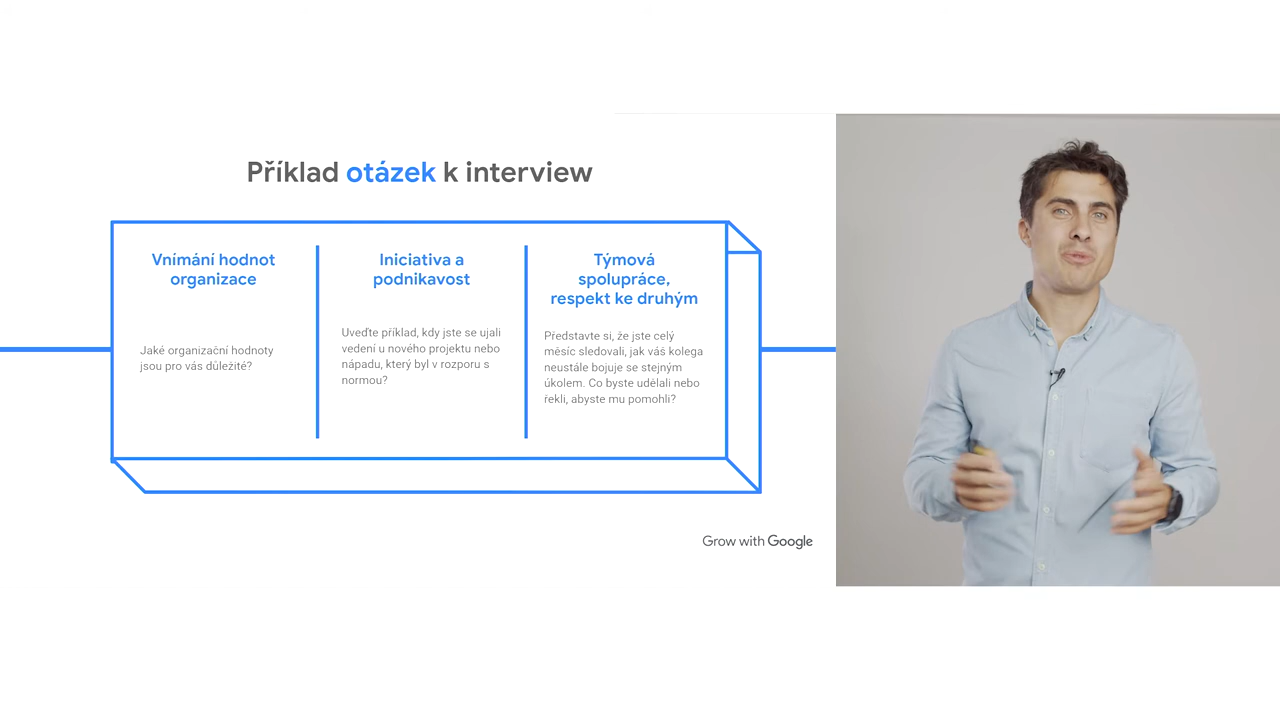 Příklad otázek k interview
Vnímání hodnot
organizace
Jaké organizační hodnoty
jsou pro vás důležité?
Iniciativa a
podnikavost
Uveďte příklad, kdy jste se ujali
vedení u nového projektu nebo
nápadu, který byl v rozporu s
normou?
Týmová
spolupráce,
respekt ke druhým
Představte si, že jste celý
měsíc sledovali, jak váš kolega
neustále bojuje se stejným
úkolem. Co byste udělali nebo
řekli, abyste mu pomohli?
Grow with Google